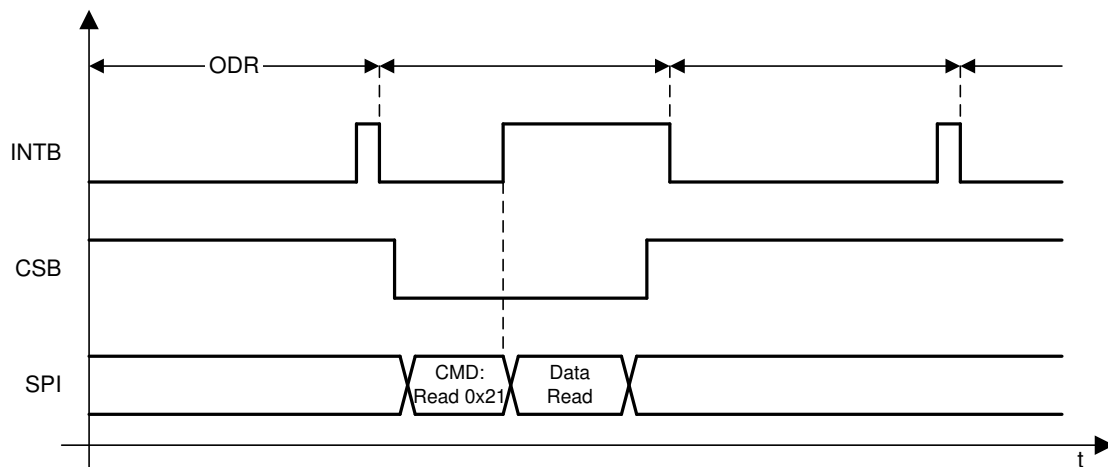 ODR
INTB
CSB
SPI
CMD:
Read 0x21
Data
Read
t